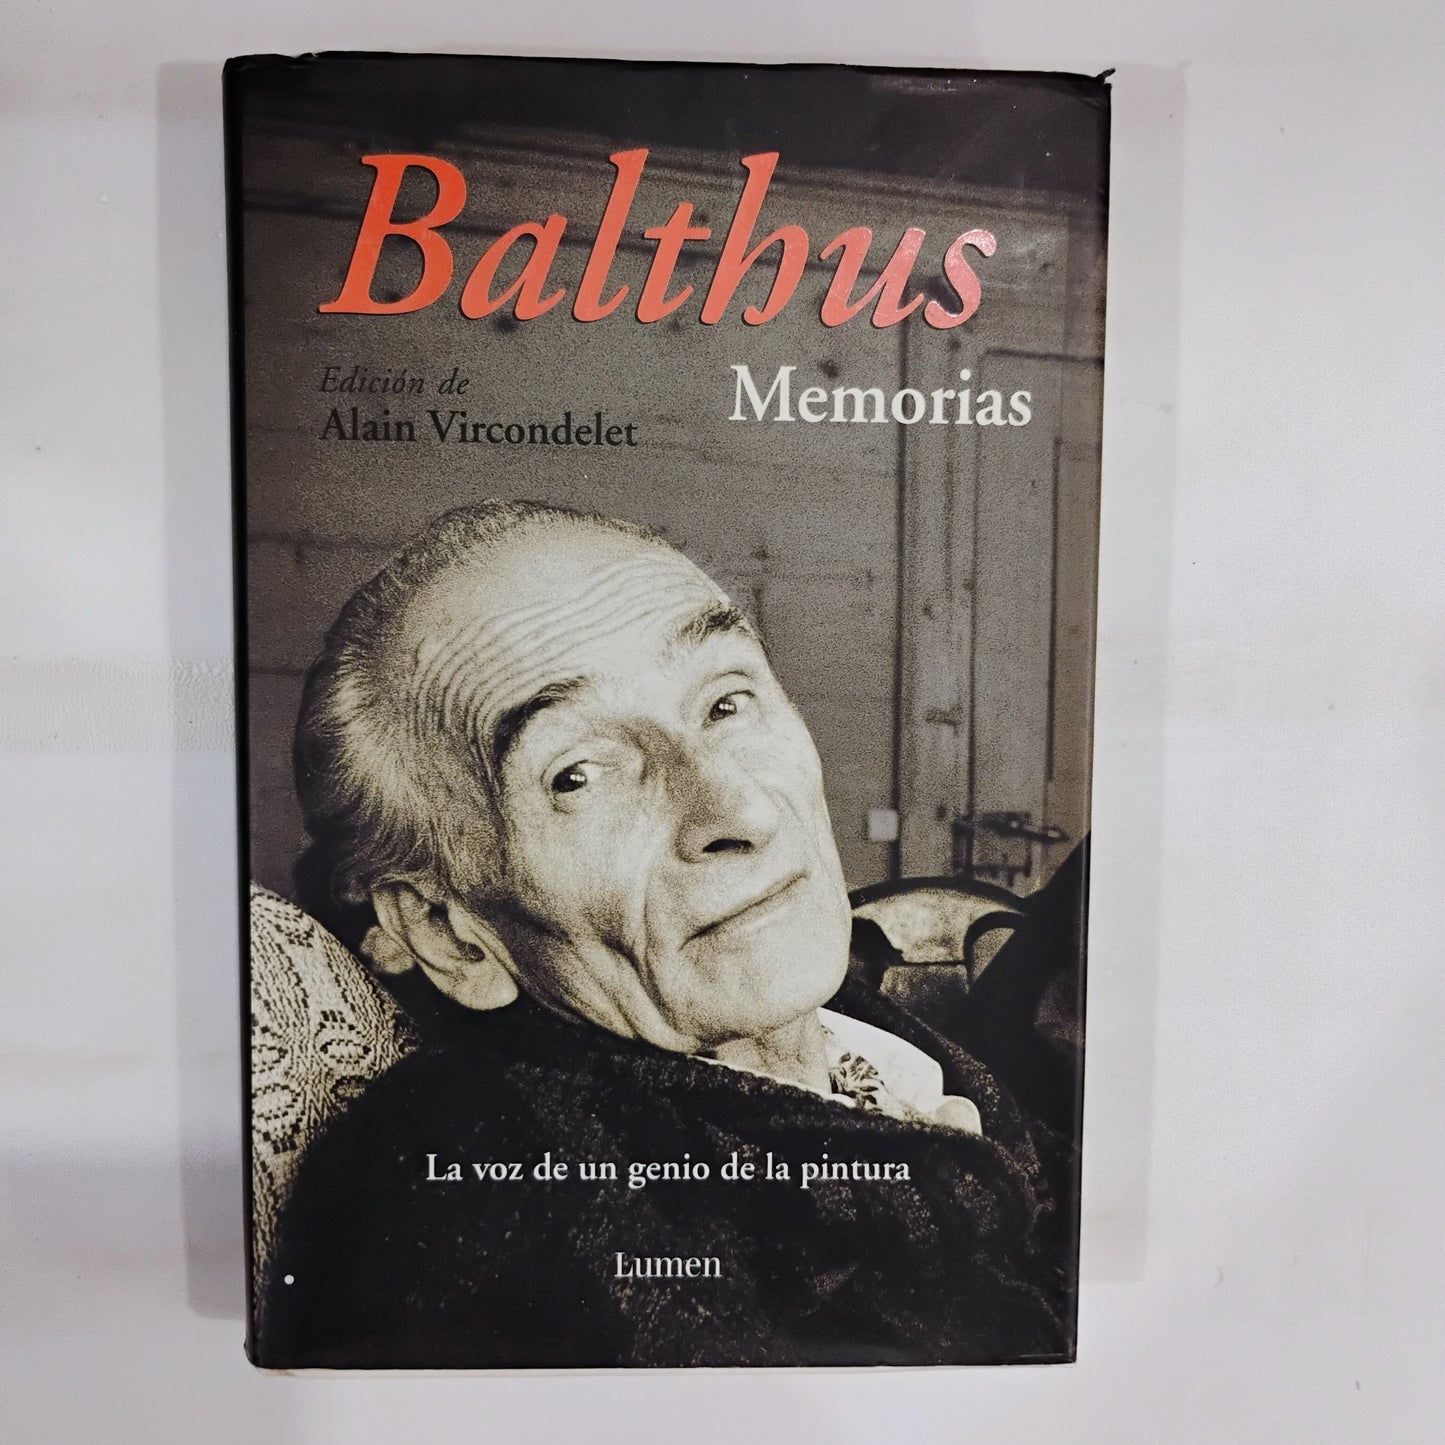 Balthus
Memorias
Edición de
Alain Vircondelet
La voz de un genio de la pintura
Lumen